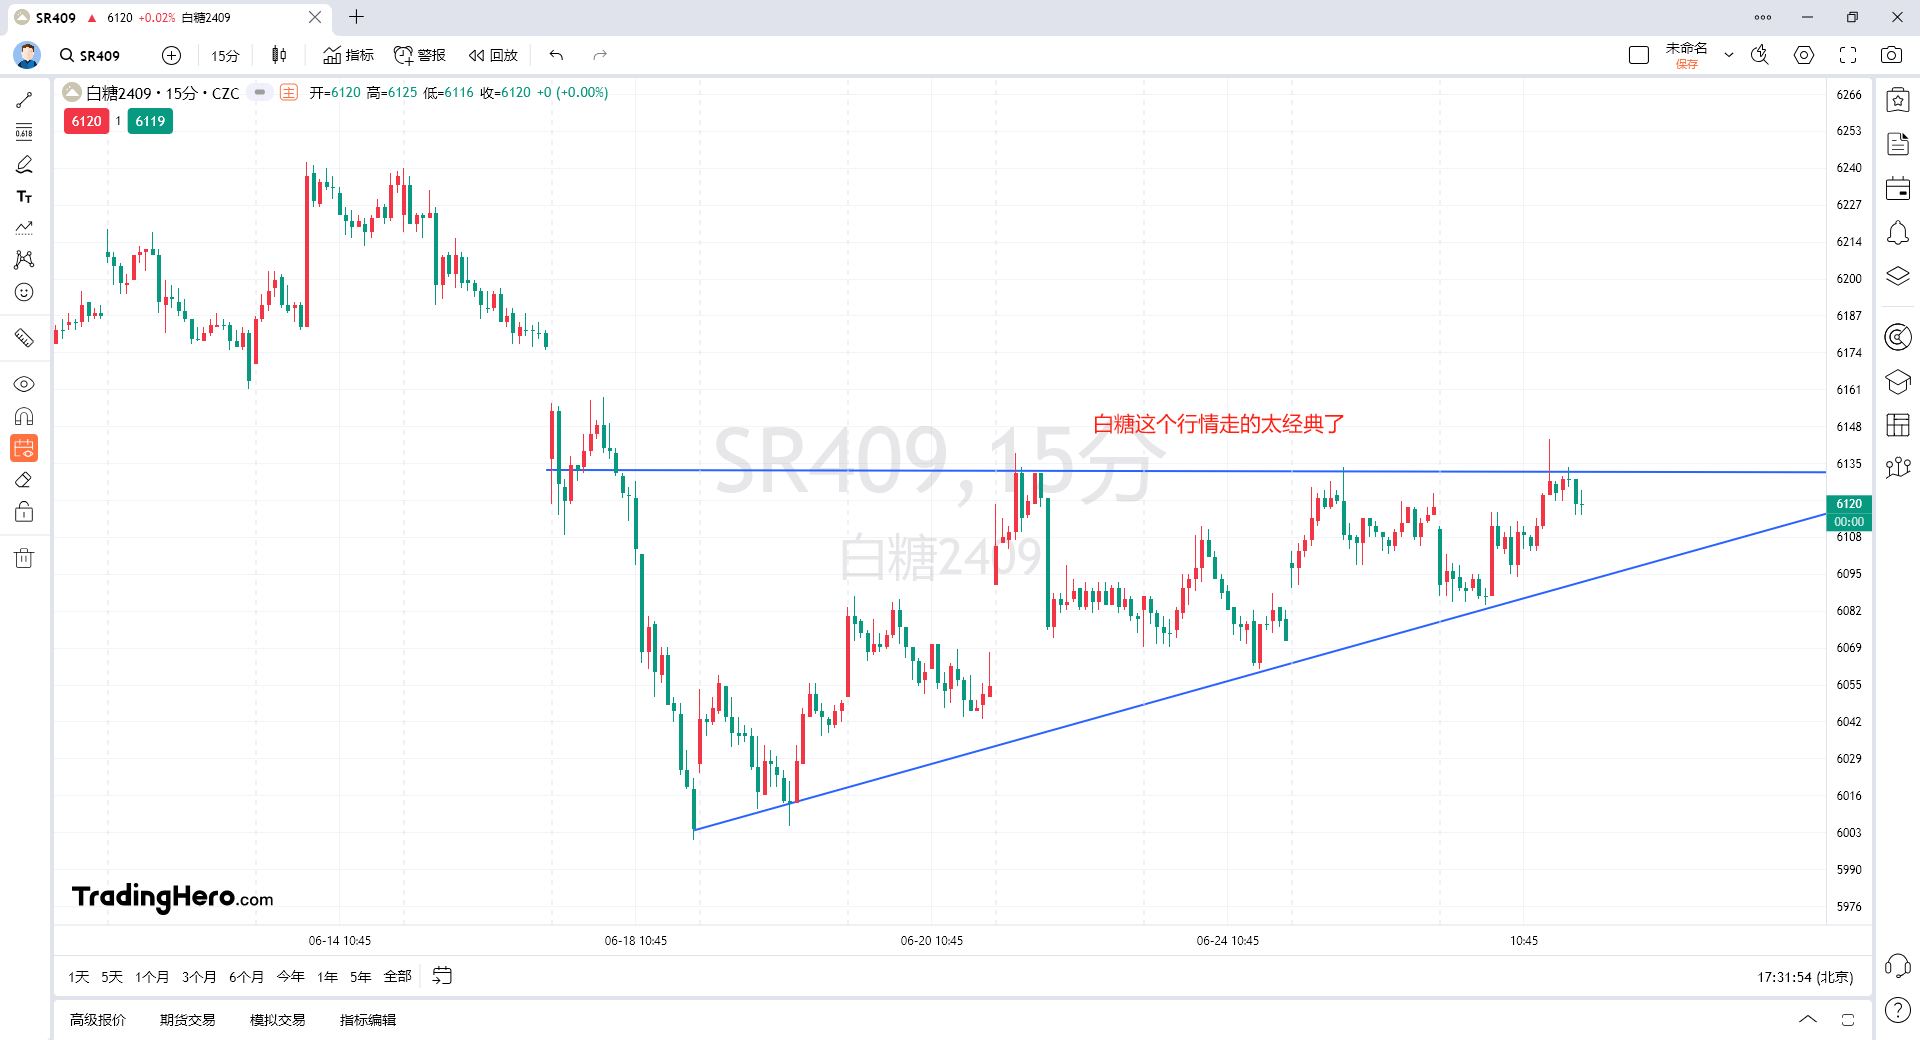 SR409 ▲ 6120 +0.02% 白糖2409
SR409 15分 指标 警报 回放 未命名
保存
白糖2409 · 15分 · CZC 主 开=6120 高=6125 低=6116 收=6120 +0 (+0.00%)
6120 1 6119
0.618
TT
6266
6253
6240
6227
6214
6200
6187
6174
6161
6148
6135
6120
00:00
6108
6095
6082
6069
6055
6042
6029
6016
6003
5990
5976
白糖这个行情走的太经典了
SR409, 15分
白糖2409
TradingHero.com
06-14 10:45 06-18 10:45 06-20 10:45 06-24 10:45 10:45
1天 5天 1个月 3个月 6个月 今年 1年 5年 全部 17:31:54 (北京)
高级报价 期货交易 模拟交易 指标编辑